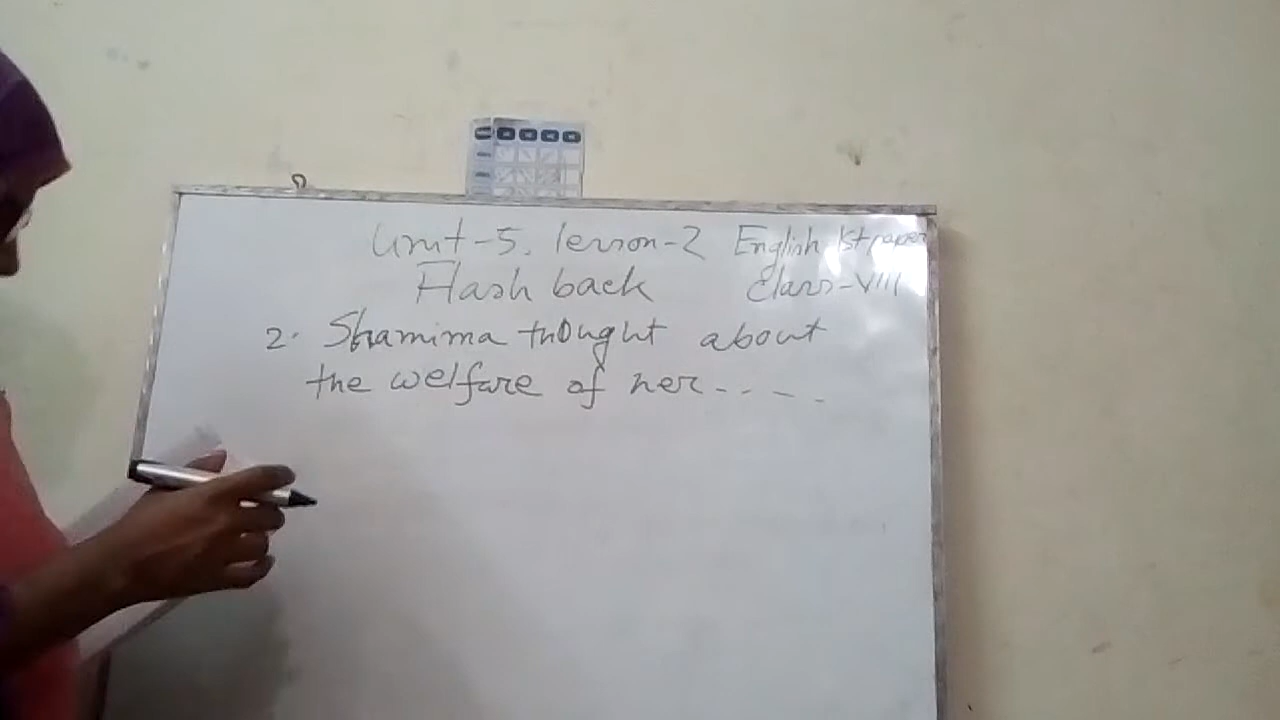 Unit-5. lesson-2 English 1st paper
Flash back Class-VIII
2. Shamima thought about
the welfare of her-----